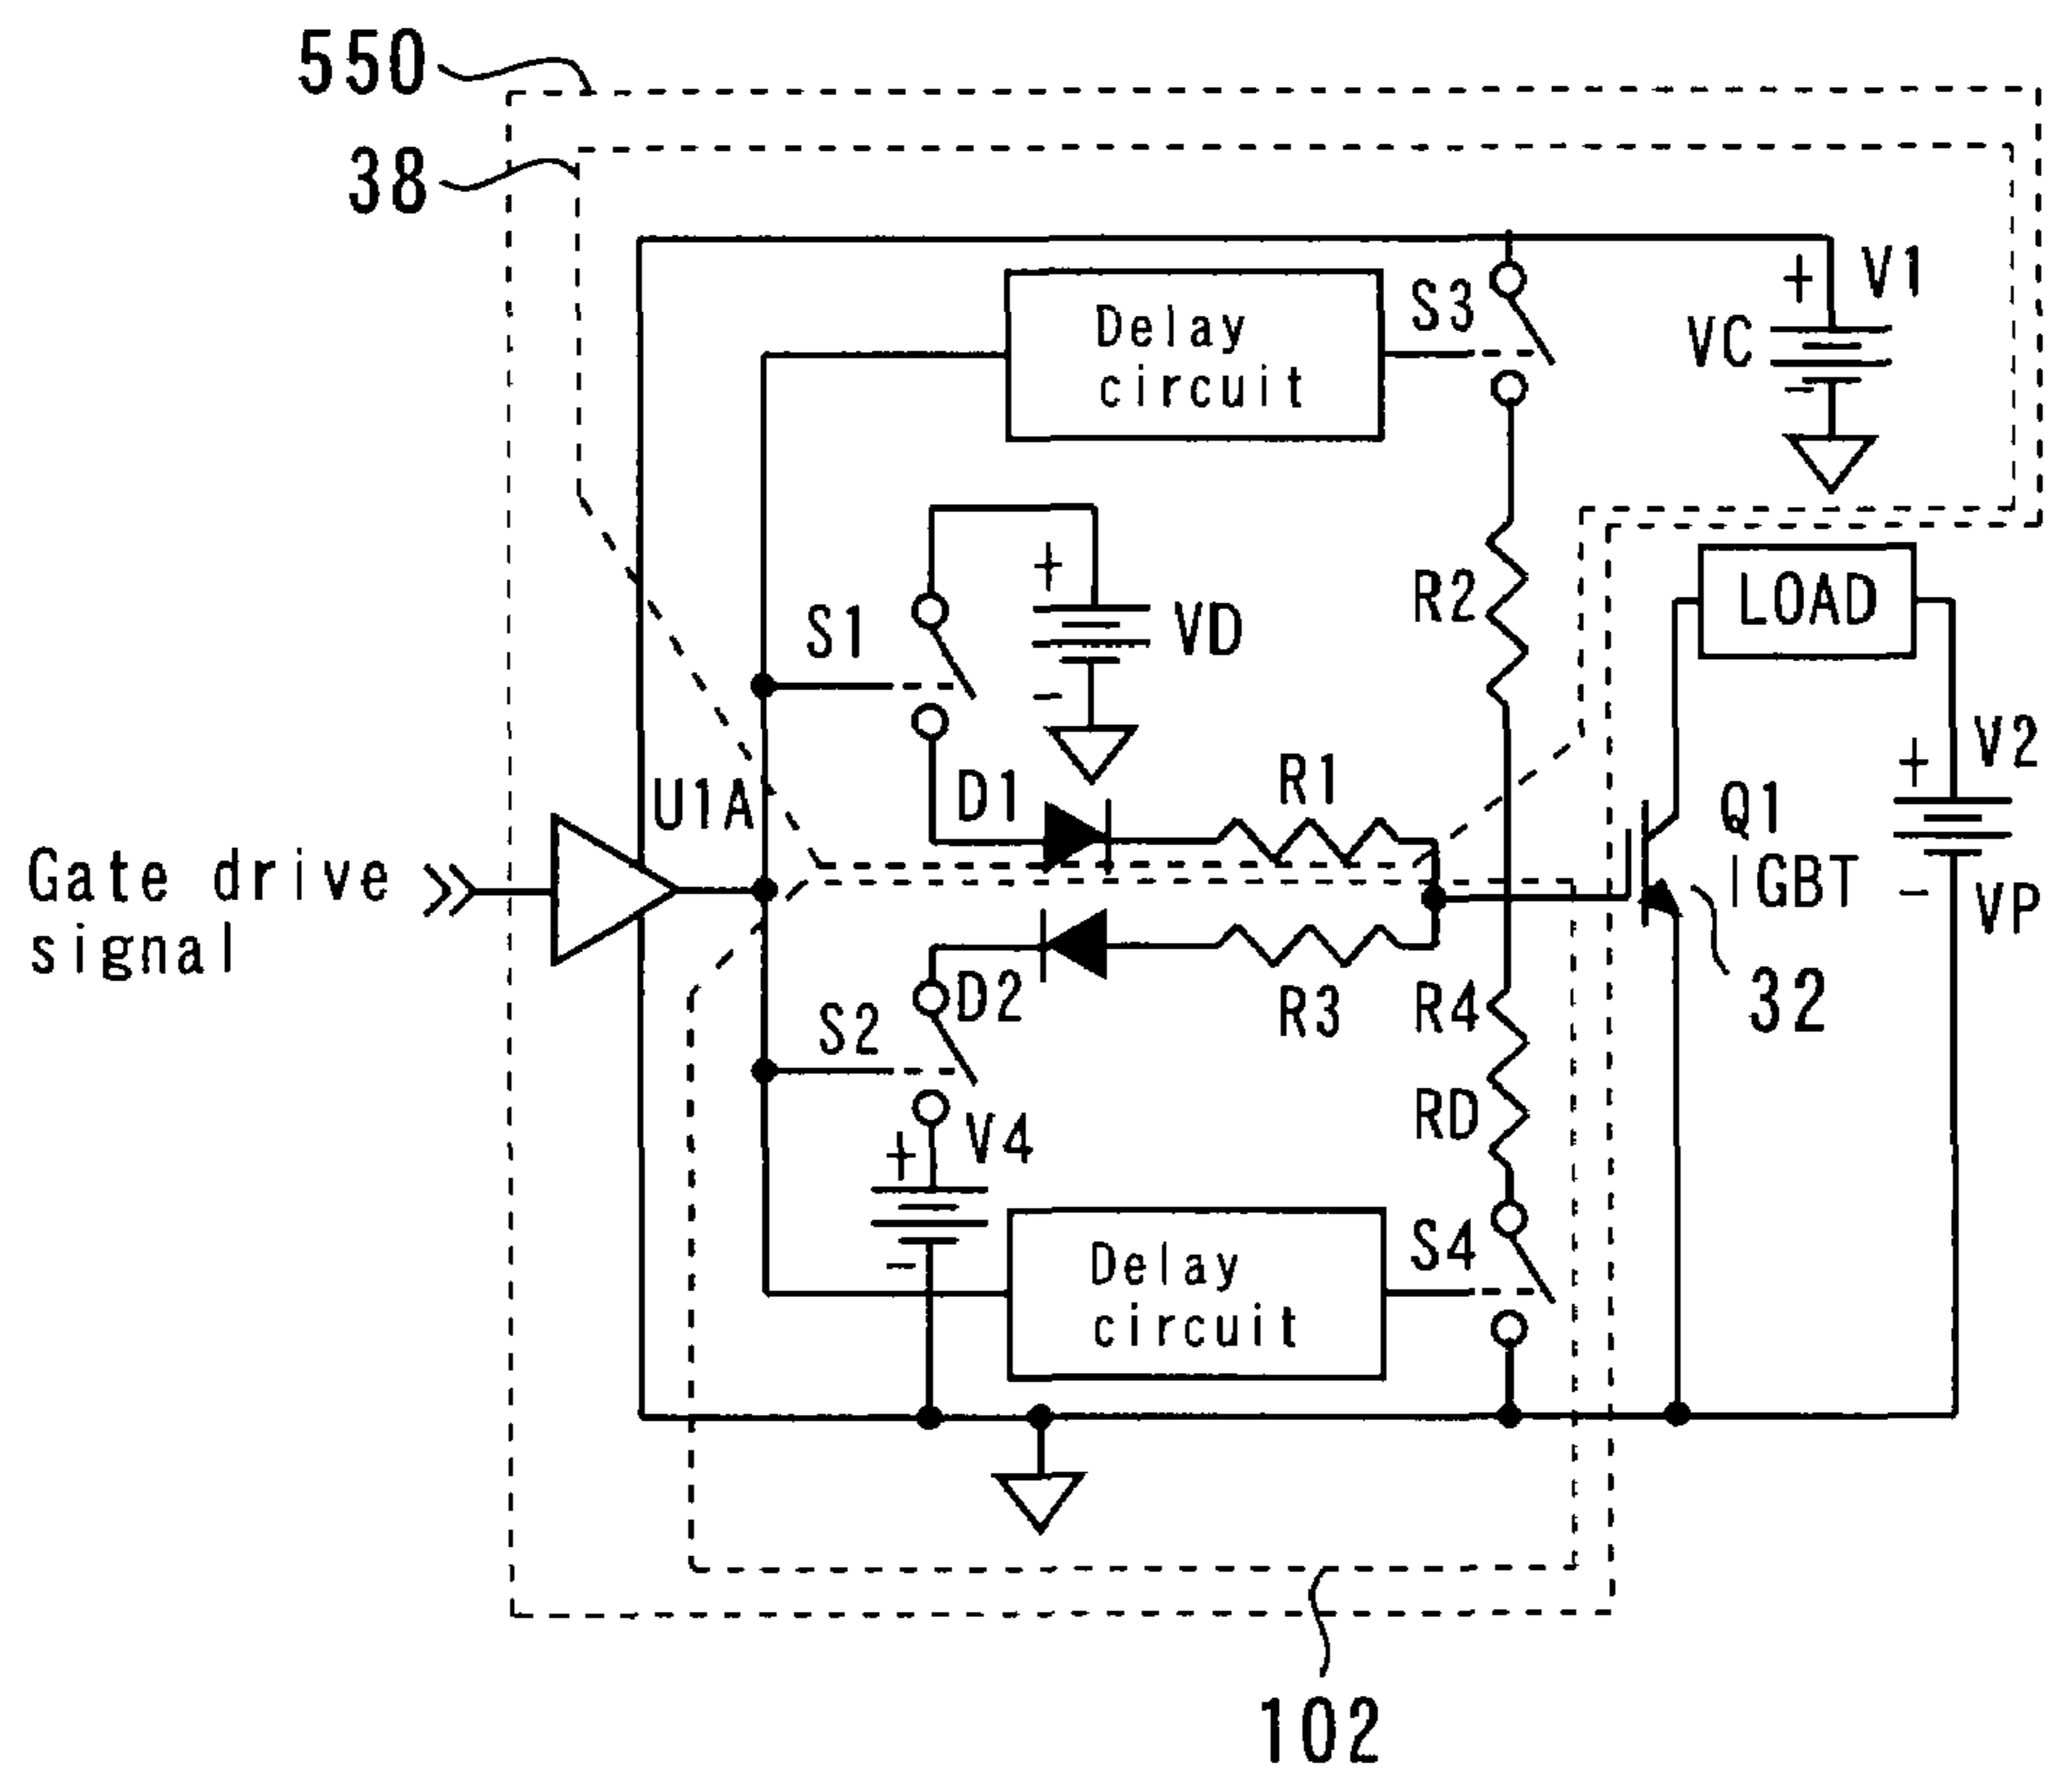 550
38
Delay
circuit
S3
+ V1
VC
-
S1
+
VD
-
R2
LOAD
U1A
D1
R1
+ V2
Q1
IGBT
- VP
Gate drive
signal
S2
D2
R3
R4
32
RD
+ V4
-
Delay
circuit
S4
102